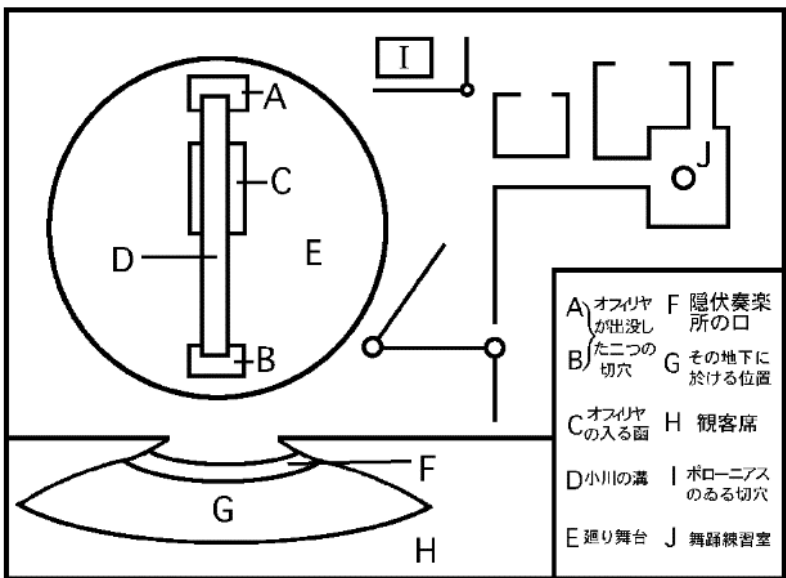 A
C
D
E
B
F
G
H
I
J
A オフィリヤ
が出没し
B た二つの
切穴
C オフィリヤ
の入る函
D 小川の溝
E 廻り舞台
F 隠伏奏楽
所の口
G その地下に
於ける位置
H 観客席
I ポローニアス
のゐる切穴
J 舞踊練習室